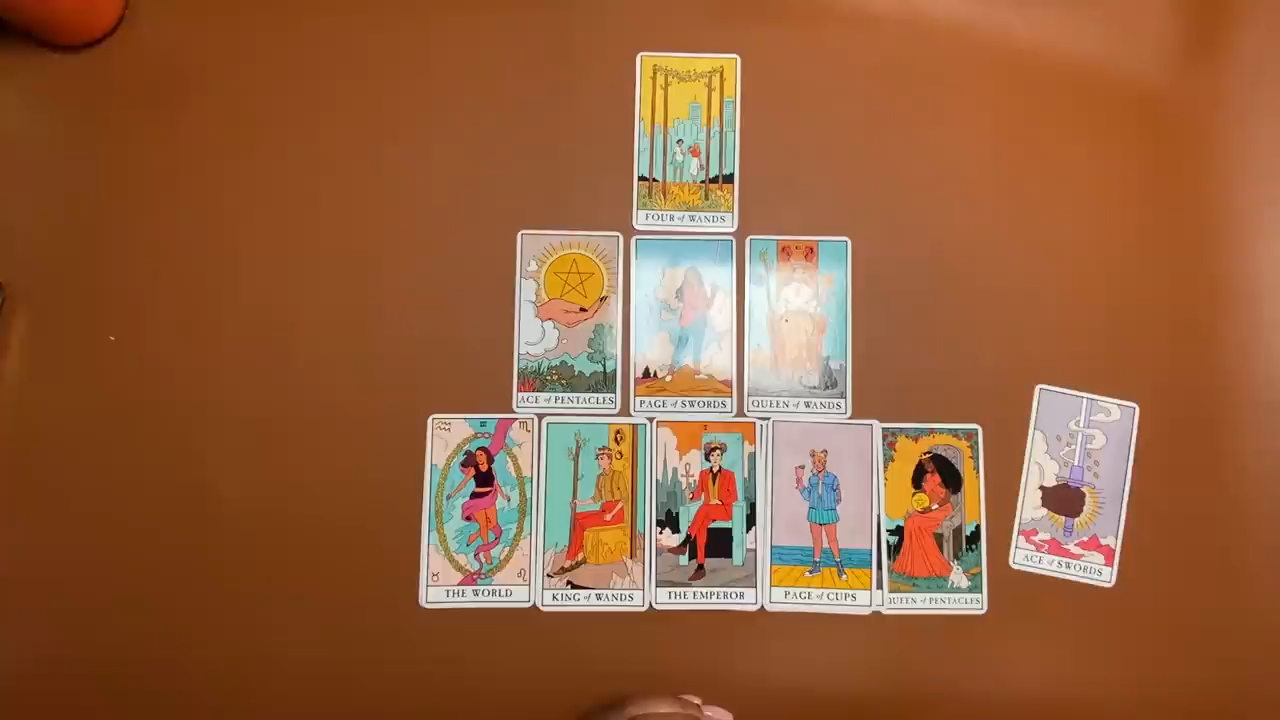 FOUR of WANDS
ACE of PENTACLES
PAGE of SWORDS
QUEEN of WANDS
THE WORLD
KING of WANDS
THE EMPEROR
PAGE of CUPS
QUEEN of PENTACLES
ACE of SWORDS